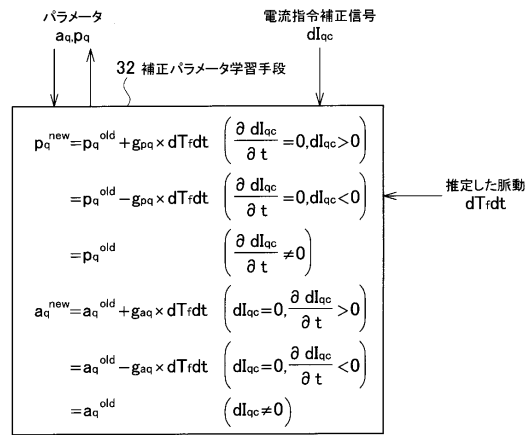 パラメータ
aq,pq
電流指令補正信号
dIqc
32 補正パラメータ学習手段
pq^new=pq^old+gpq×dTfdt (∂ dIqc/∂ t=0,dIqc>0)
=pq^old−gpq×dTfdt (∂ dIqc/∂ t=0,dIqc<0)
=pq^old (∂ dIqc/∂ t≠0)
aq^new=aq^old+gaq×dTfdt (dIqc=0,∂ dIqc/∂ t>0)
=aq^old−gaq×dTfdt (dIqc=0,∂ dIqc/∂ t<0)
=aq^old (dIqc≠0)
推定した脈動
dTfdt